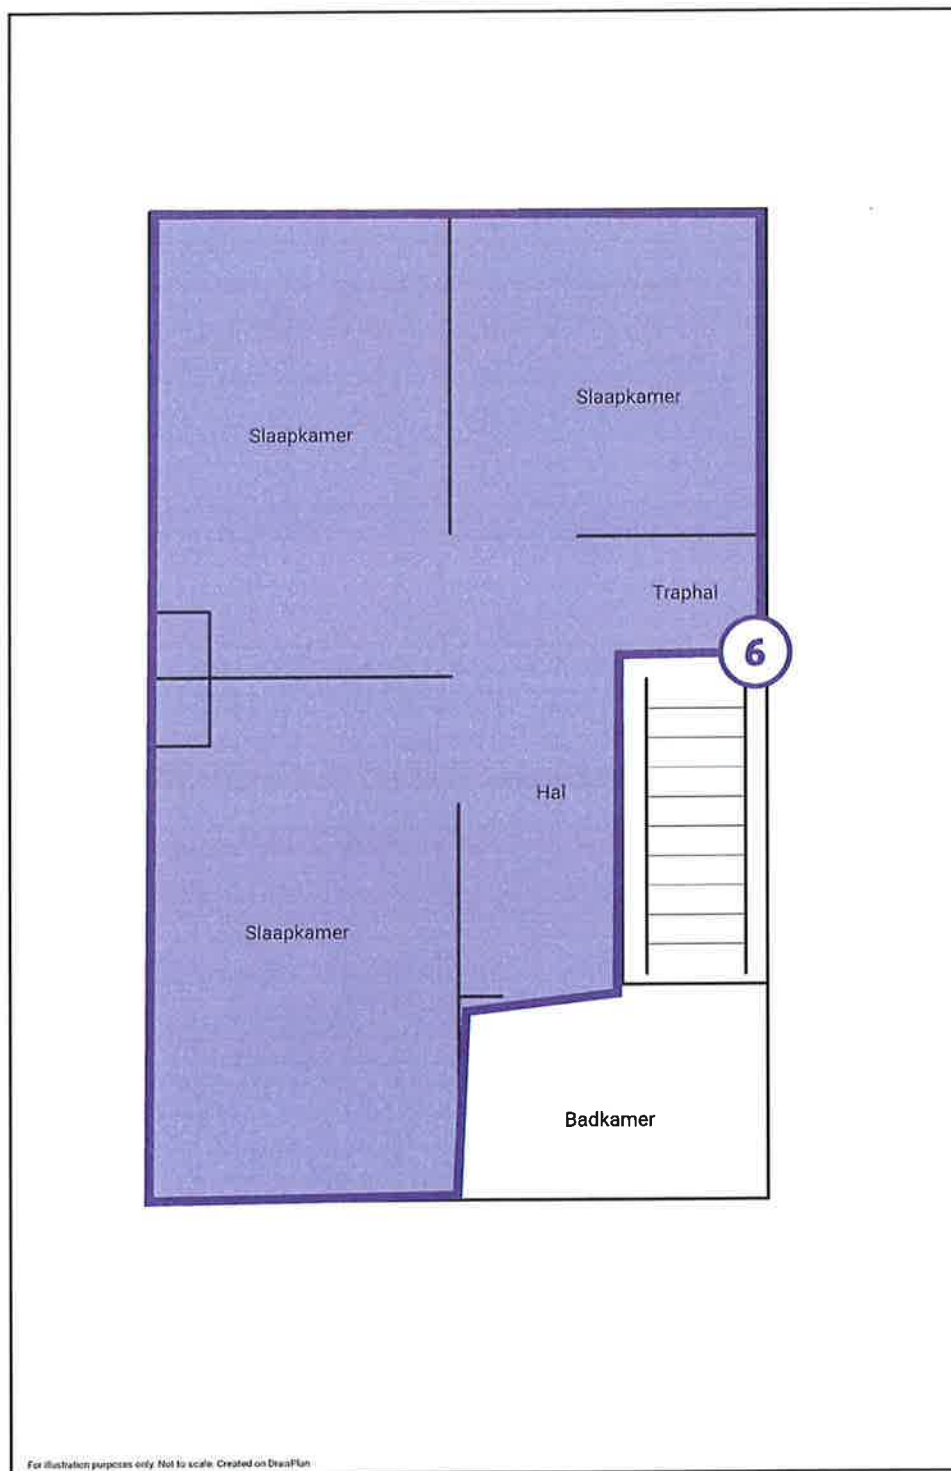 Slaapkamer
Slaapkamer
Traphal
6
Hal
Slaapkamer
Badkamer
For illustration purposes only. Not to scale. Created on DrawPlan